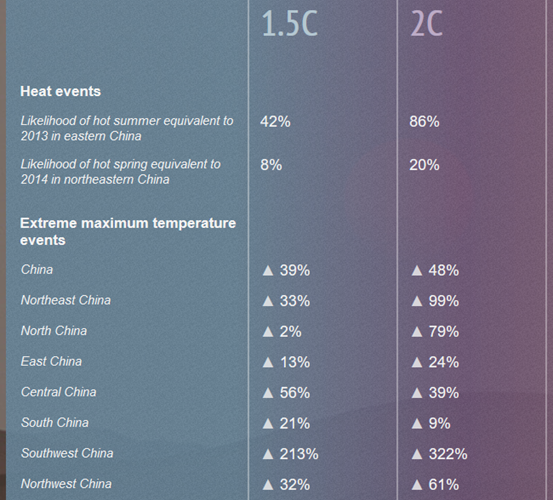 1.5C 2C
Heat events
Likelihood of hot summer equivalent to 42% 86%
2013 in eastern China
Likelihood of hot spring equivalent to 8% 20%
2014 in northeastern China
Extreme maximum temperature
events
China ▲ 39% ▲ 48%
Northeast China ▲ 33% ▲ 99%
North China ▲ 2% ▲ 79%
East China ▲ 13% ▲ 24%
Central China ▲ 56% ▲ 39%
South China ▲ 21% ▲ 9%
Southwest China ▲ 213% ▲ 322%
Northwest China ▲ 32% ▲ 61%